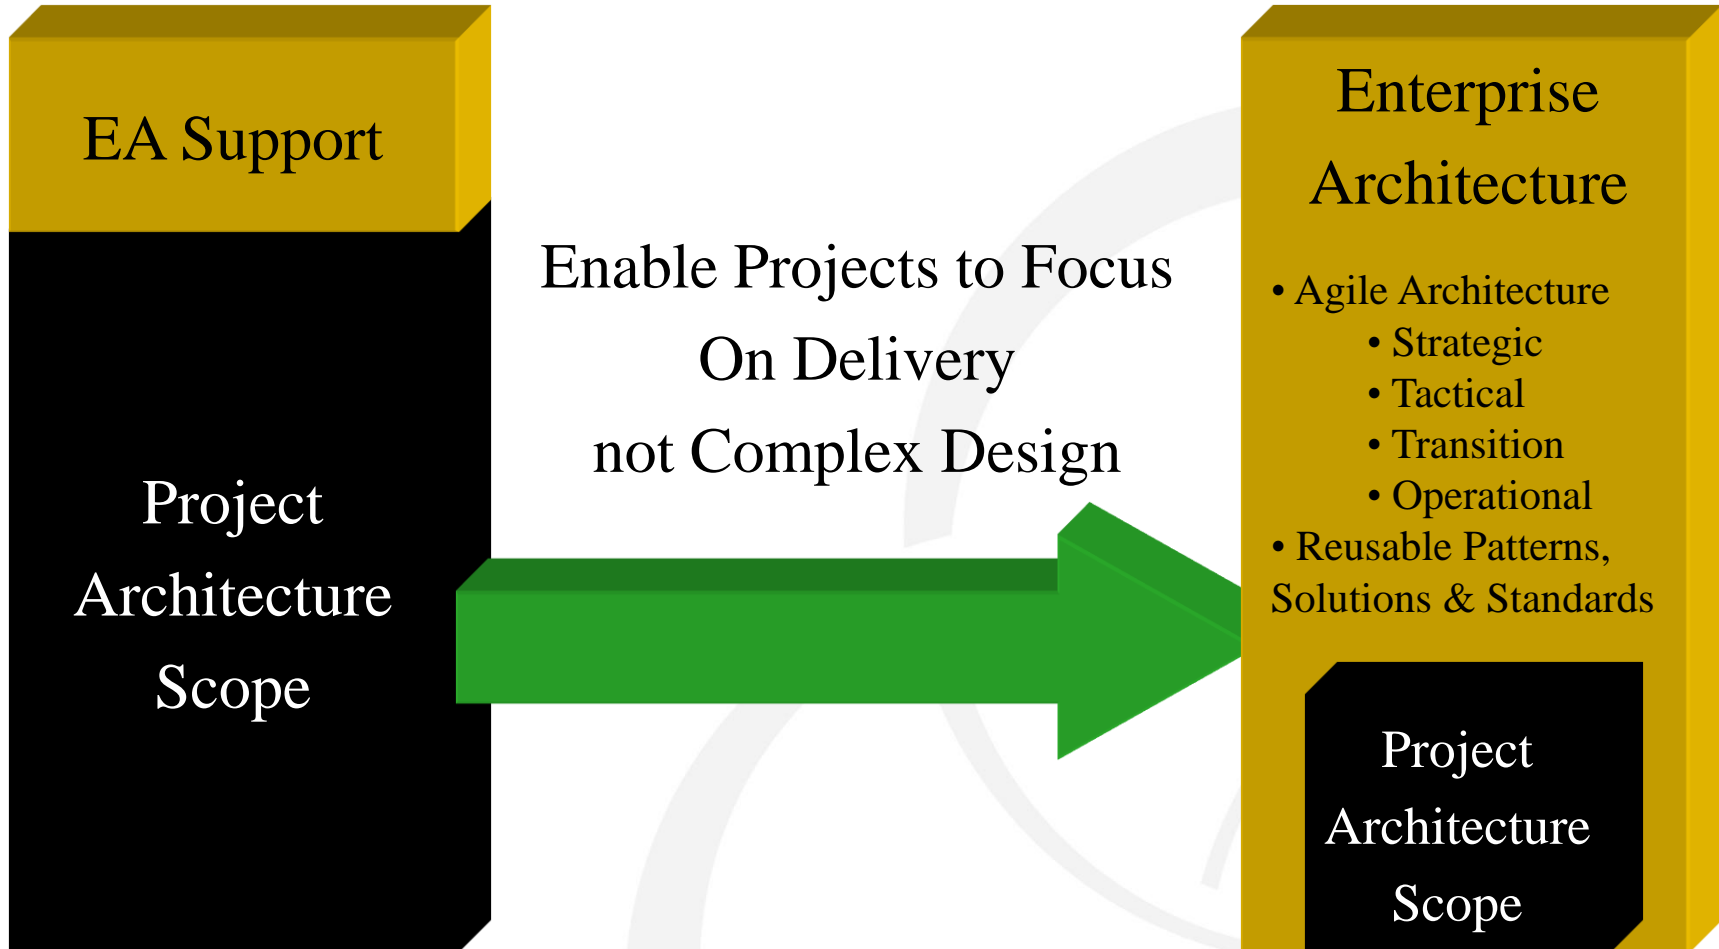 EA Support
Project
Architecture
Scope
Enable Projects to Focus
On Delivery
not Complex Design
Enterprise
Architecture
• Agile Architecture
• Strategic
• Tactical
• Transition
• Operational
• Reusable Patterns,
Solutions & Standards
Project
Architecture
Scope